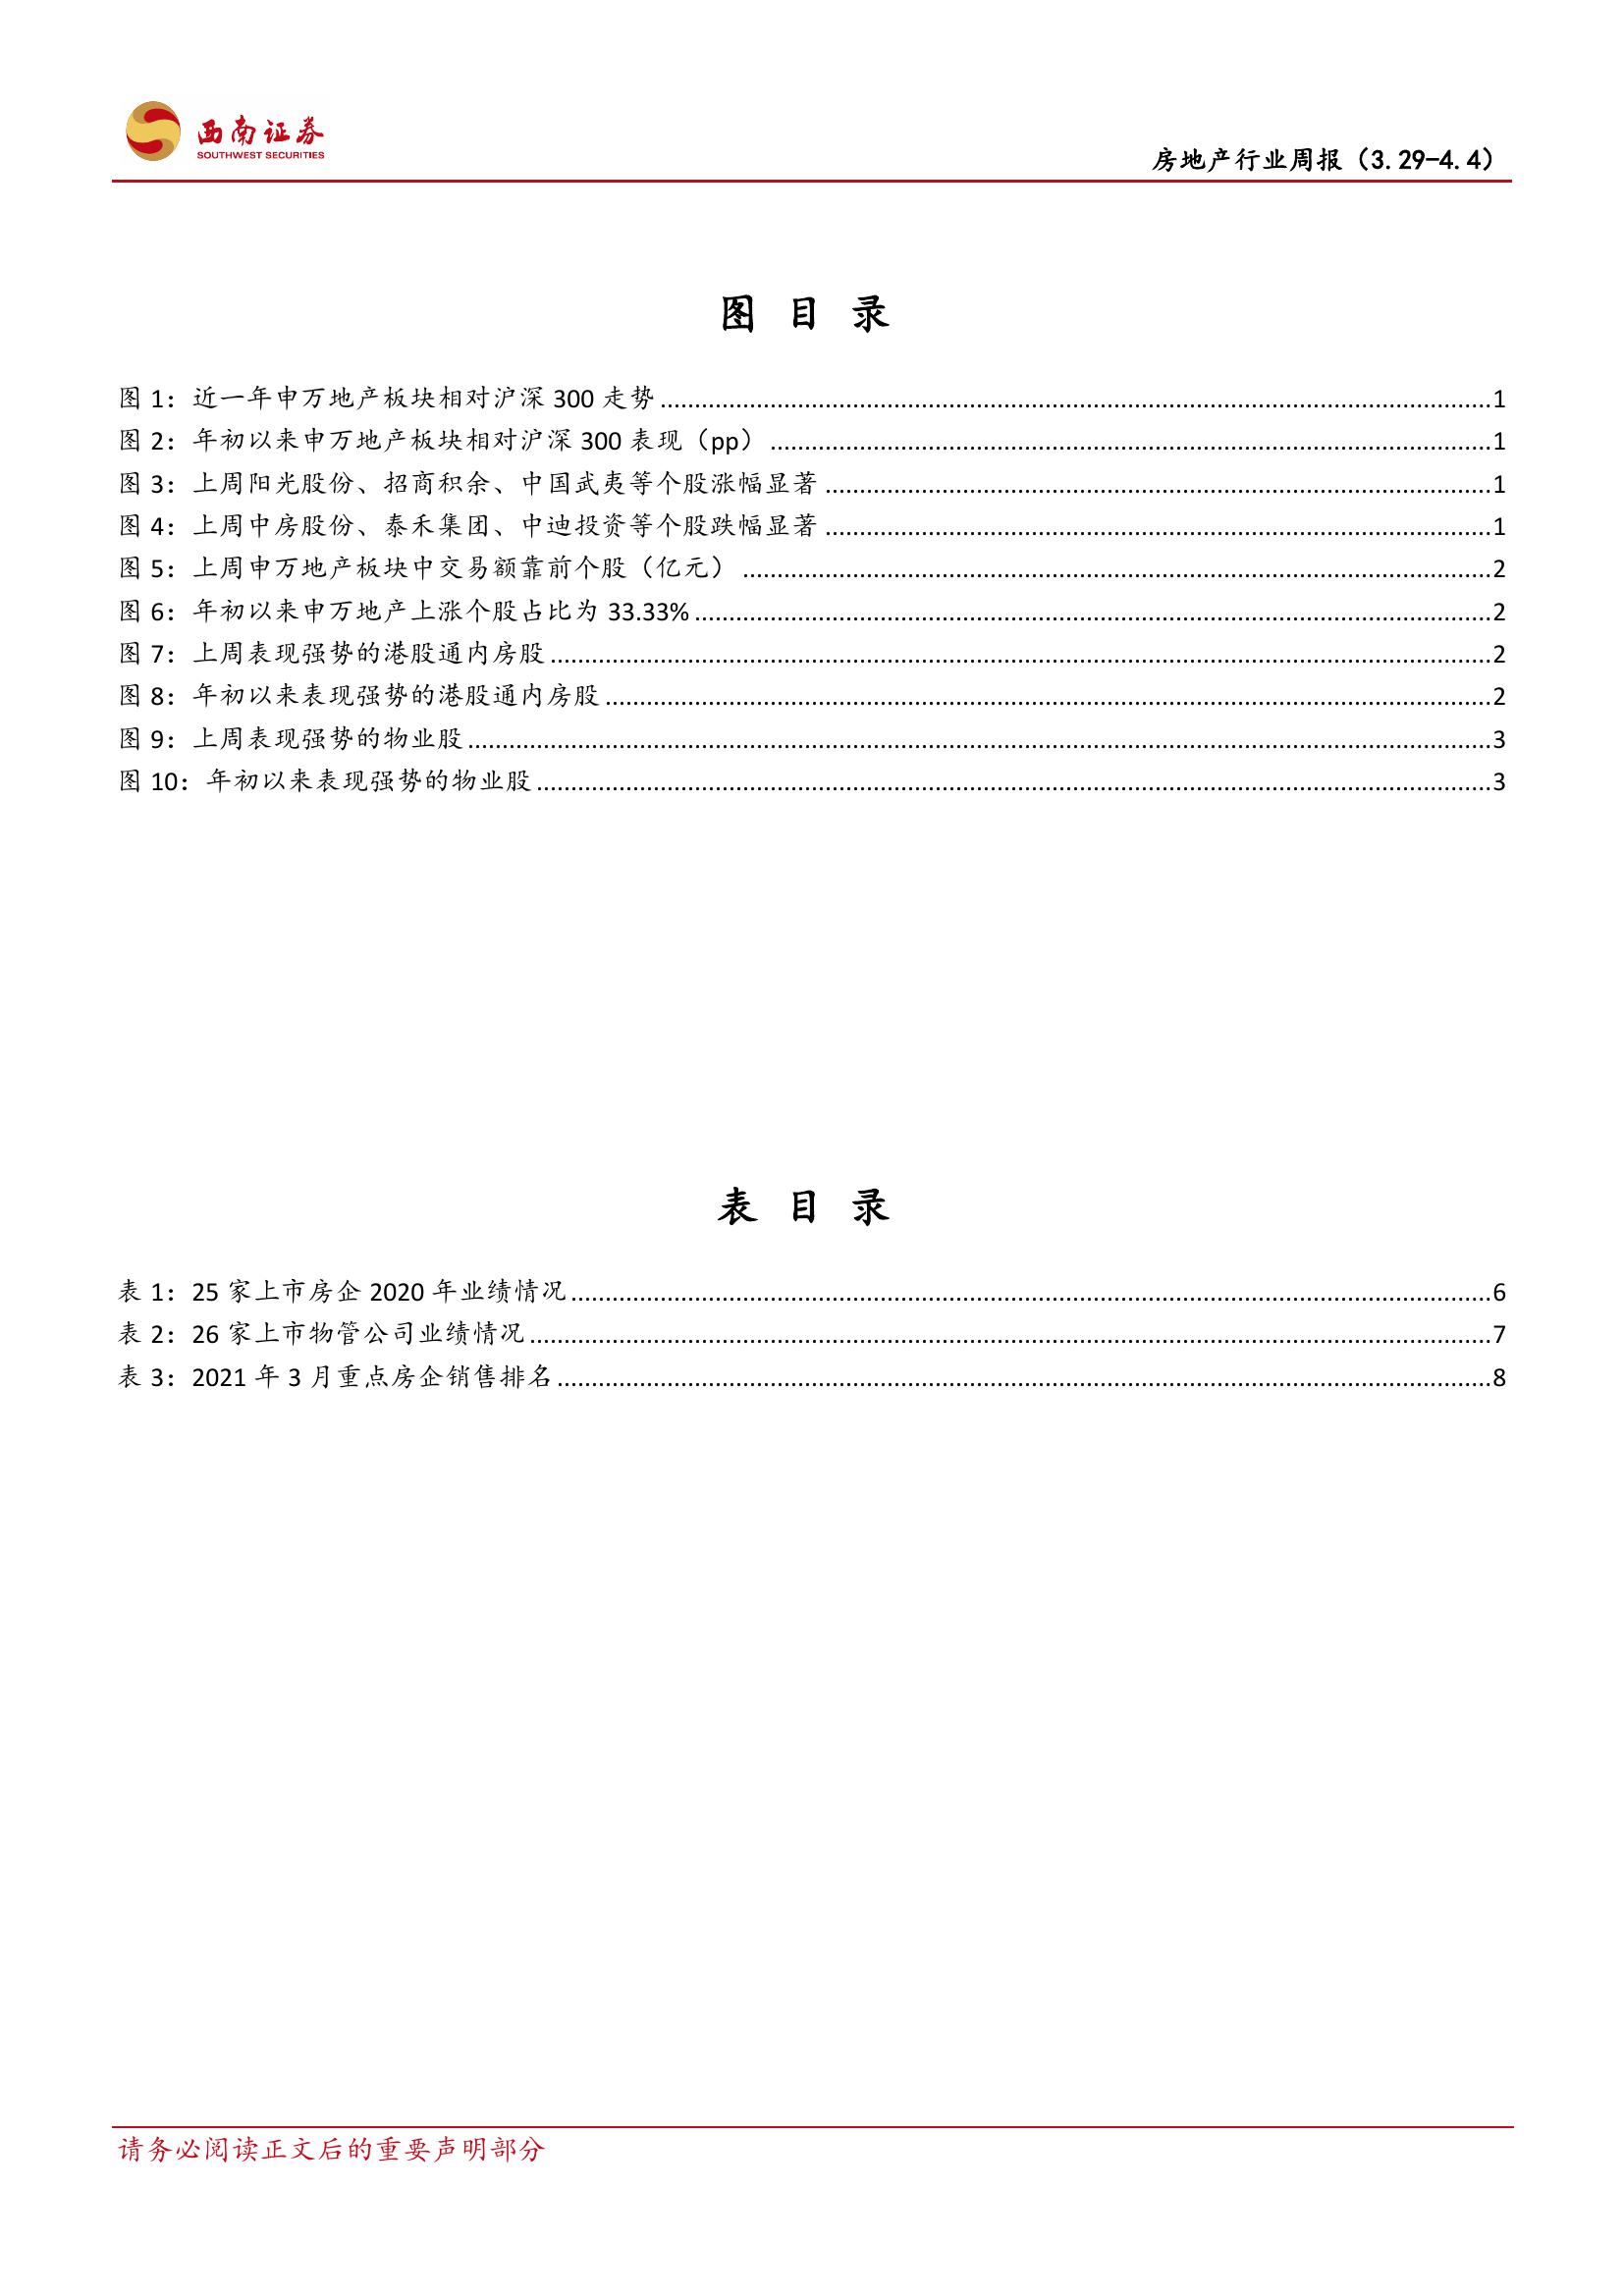 西南证券
SOUTHWEST SECURITIES
房地产行业周报（3.29-4.4）
图 目 录
图 1：近一年申万地产板块相对沪深 300 走势 1
图 2：年初以来申万地产板块相对沪深 300 表现（pp） 1
图 3：上周阳光股份、招商积余、中国武夷等个股涨幅显著 1
图 4：上周中房股份、泰禾集团、中迪投资等个股跌幅显著 1
图 5：上周申万地产板块中交易额靠前个股（亿元） 2
图 6：年初以来申万地产上涨个股占比为 33.33% 2
图 7：上周表现强势的港股通内房股 2
图 8：年初以来表现强势的港股通内房股 2
图 9：上周表现强势的物业股 3
图 10：年初以来表现强势的物业股 3
表 目 录
表 1：25 家上市房企 2020 年业绩情况 6
表 2：26 家上市物管公司业绩情况 7
表 3：2021 年 3 月重点房企销售排名 8
请务必阅读正文后的重要声明部分